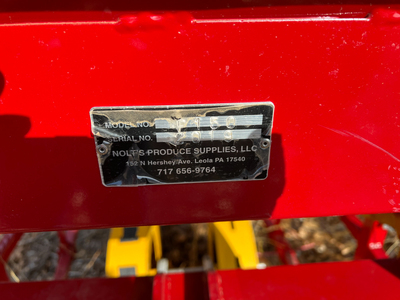 MODEL NO.
SERIAL NO.
NOLT'S PRODUCE SUPPLIES, LLC
152 N Hershey Ave. Leola PA 17540
717 656-9764